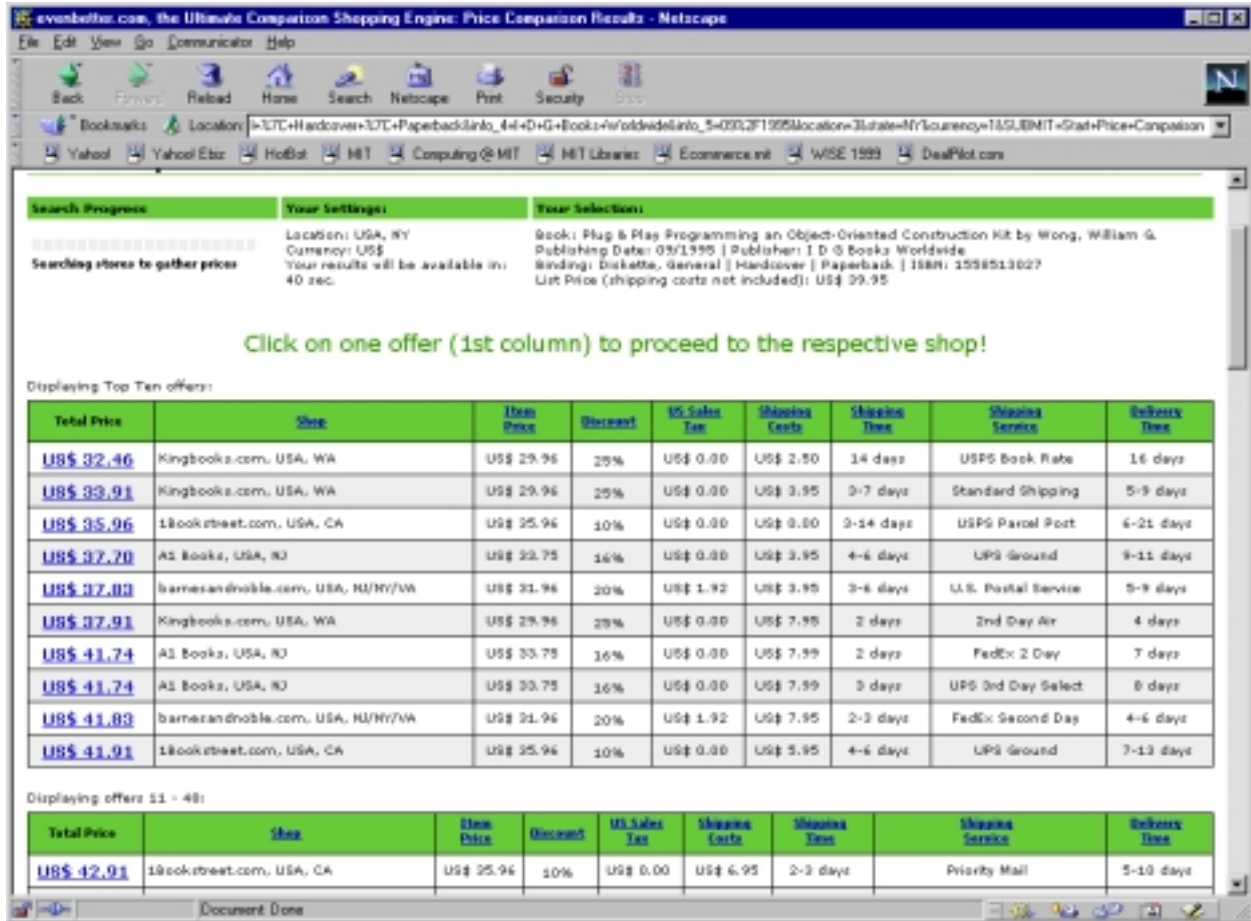 evenbetter.com, the Ultimate Comparison Shopping Engine: Price Comparison Results - Netscape
File Edit View Go Communicator Help
Back Forward Reload Home Search Netscape Print Security Stop
Bookmarks Location: +%7C+Hardcover+%7C+Paperback&info_4=I+D+G+Books+Worldwide&info_5=09%2F1995&location=3&state=NY&currency=1&SUBMIT=Start+Price+Comparison
Yahoo! Yahoo! Ebiz HotBot MIT Computing @ MIT MIT Libraries Ecommerce.mit WISE 1999 DealPilot.com
Search Progress Your Settings: Your Selection:
Location: USA, NY Book: Plug & Play Programming an Object-Oriented Construction Kit by Wong, William G.
Currency: US$ Publishing Date: 09/1995 | Publisher: I D G Books Worldwide
Searching stores to gather prices Your results will be available in: Binding: Diskette, General | Hardcover | Paperback | ISBN: 1558513027
40 sec. List Price (shipping costs not included): US$ 39.95
Click on one offer (1st column) to proceed to the respective shop!
Displaying Top Ten offers:
Total Price Shop Item Price Discount US Sales Tax Shipping Costs Shipping Time Shipping Service Delivery Time
US$ 32.46 Kingbooks.com, USA, WA US$ 29.96 25% US$ 0.00 US$ 2.50 14 days USPS Book Rate 16 days
US$ 33.91 Kingbooks.com, USA, WA US$ 29.96 25% US$ 0.00 US$ 3.95 3-7 days Standard Shipping 5-9 days
US$ 35.96 1Bookstreet.com, USA, CA US$ 35.96 10% US$ 0.00 US$ 0.00 3-14 days USPS Parcel Post 6-21 days
US$ 37.70 A1 Books, USA, NJ US$ 33.75 16% US$ 0.00 US$ 3.95 4-6 days UPS Ground 9-11 days
US$ 37.83 barnesandnoble.com, USA, NJ/NY/VA US$ 31.96 20% US$ 1.92 US$ 3.95 3-6 days U.S. Postal Service 5-9 days
US$ 37.91 Kingbooks.com, USA, WA US$ 29.96 25% US$ 0.00 US$ 7.95 2 days 2nd Day Air 4 days
US$ 41.74 A1 Books, USA, NJ US$ 33.75 16% US$ 0.00 US$ 7.99 2 days FedEx 2 Day 7 days
US$ 41.74 A1 Books, USA, NJ US$ 33.75 16% US$ 0.00 US$ 7.99 3 days UPS 3rd Day Select 8 days
US$ 41.83 barnesandnoble.com, USA, NJ/NY/VA US$ 31.96 20% US$ 1.92 US$ 7.95 2-3 days FedEx Second Day 4-6 days
US$ 41.91 1Bookstreet.com, USA, CA US$ 35.96 10% US$ 0.00 US$ 5.95 4-6 days UPS Ground 7-13 days
Displaying offers 11 - 40:
Total Price Shop Item Price Discount US Sales Tax Shipping Costs Shipping Time Shipping Service Delivery Time
US$ 42.91 1Bookstreet.com, USA, CA US$ 35.96 10% US$ 0.00 US$ 6.95 2-3 days Priority Mail 5-10 days
Document Done